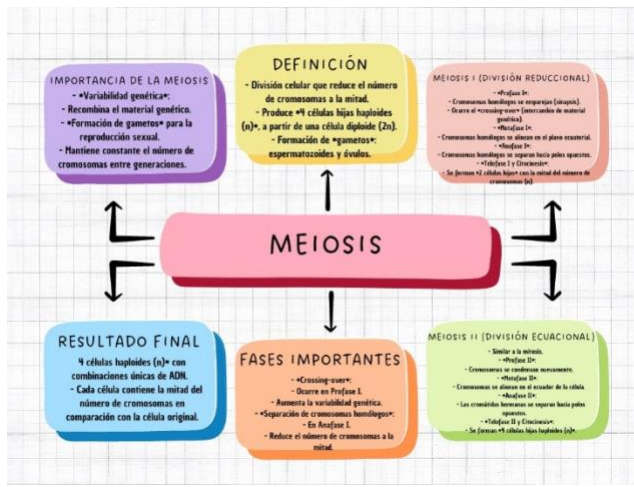 IMPORTANCIA DE LA MEIOSIS
- *Variabilidad genética*:
- Recombina el material genético.
- *Formación de gametos* para la
reproducción sexual.
- Mantiene constante el número de
cromosomas entre generaciones.
DEFINICIÓN
- División celular que reduce el número
de cromosomas a la mitad.
- Produce *4 células hijas haploides
(n)*, a partir de una célula diploide (2n).
- Formación de *gametos*:
espermatozoides y óvulos.
MEIOSIS I (DIVISIÓN REDUCCIONAL)
- *Profase I*:
- Cromosomas homólogos se emparejan (sinapsis).
- Ocurre el *crossing-over* (intercambio de material
genético).
- *Metafase I*:
- Cromosomas homólogos se alinean en el plano ecuatorial.
- *Anafase I*:
- Cromosomas homólogos se separan hacia polos opuestos.
- *Telofase I y Citocinesis*:
- Se forman *2 células hijas* con la mitad del número de
cromosomas (n).
MEIOSIS
RESULTADO FINAL
4 células haploides (n)* con
combinaciones únicas de ADN.
- Cada célula contiene la mitad del
número de cromosomas en
comparación con la célula original.
FASES IMPORTANTES
- *Crossing-over*:
- Ocurre en Profase I.
- Aumenta la variabilidad genética.
- *Separación de cromosomas homólogos*:
- En Anafase I.
- Reduce el número de cromosomas a la
mitad.
MEIOSIS II (DIVISIÓN ECUACIONAL)
- Similar a la mitosis.
- *Profase II*:
- Cromosomas se condensan nuevamente.
- *Metafase II*:
- Cromosomas se alinean en el ecuador de la célula.
- *Anafase II*:
- Las cromátidas hermanas se separan hacia polos
opuestos.
- *Telofase II y Citocinesis*:
- Se forman *4 células hijas haploides (n)*.